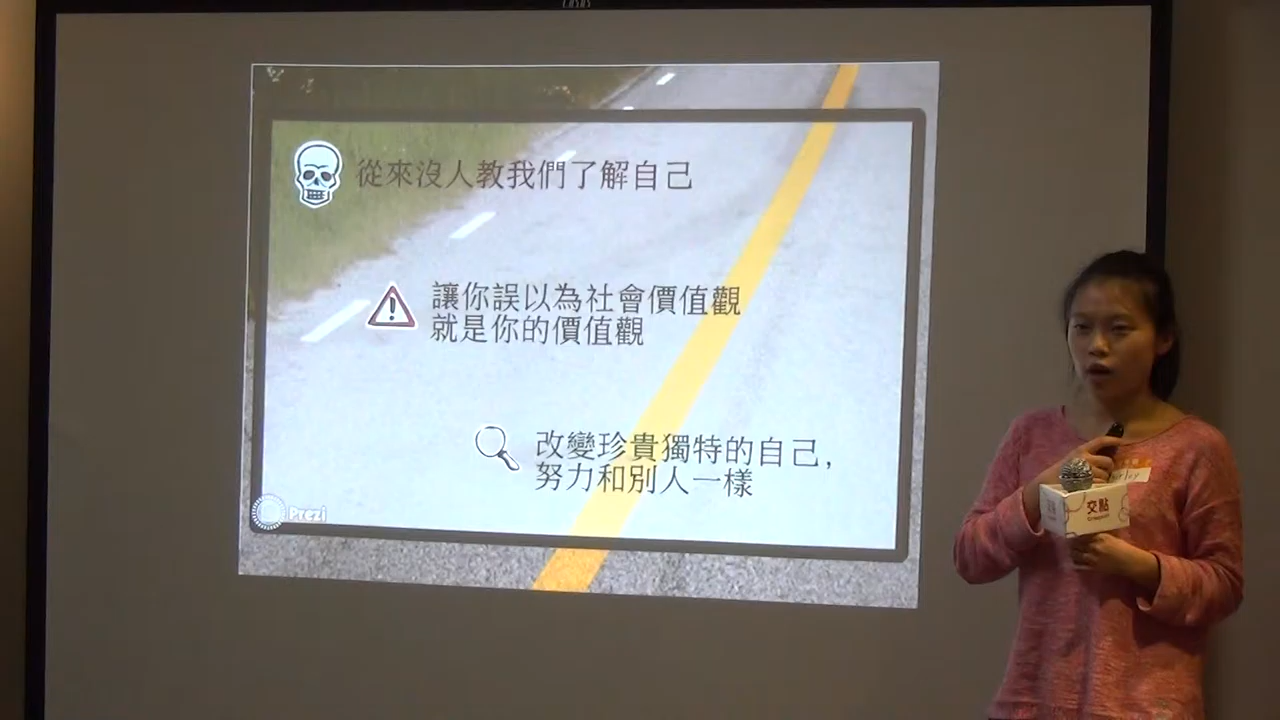 從來沒人教我們了解自己
讓你誤以為社會價值觀
就是你的價值觀
改變珍貴獨特的自己,
努力和別人一樣
Prezi
交點